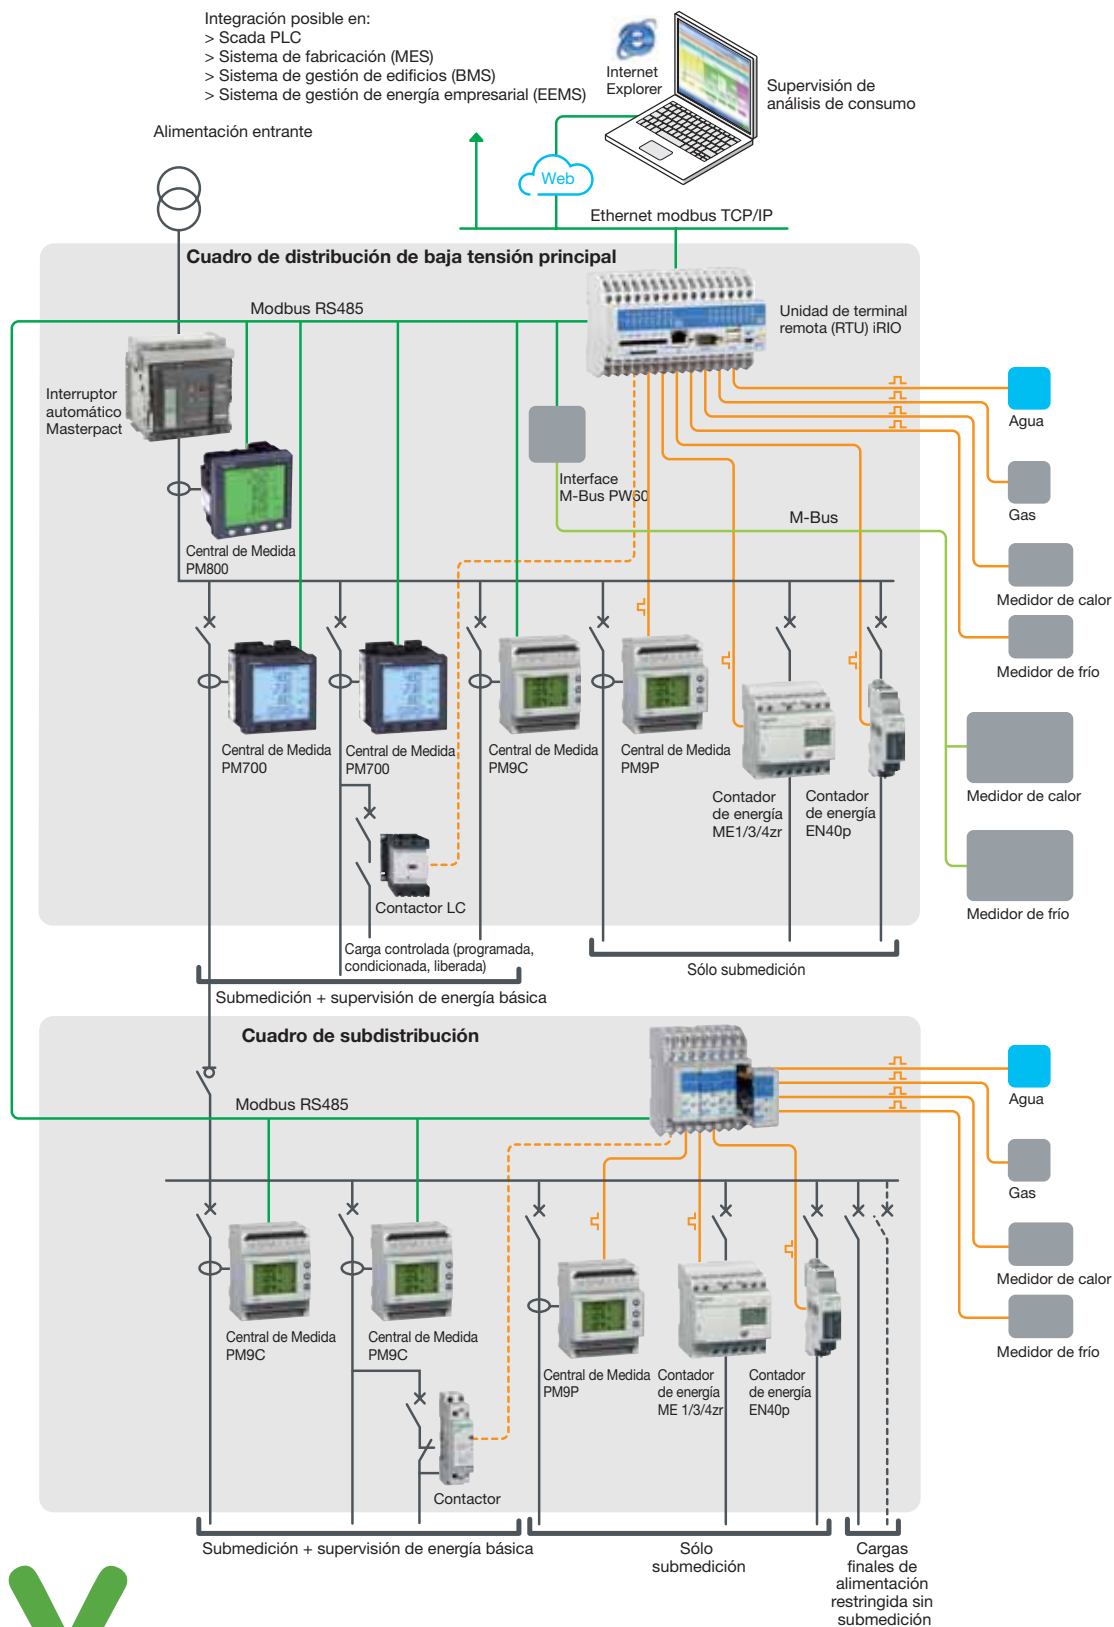 Integración posible en:
> Scada PLC
> Sistema de fabricación (MES)
> Sistema de gestión de edificios (BMS)
> Sistema de gestión de energía empresarial (EEMS)
Internet
Explorer
Supervisión de
análisis de consumo
Alimentación entrante
Web
Ethernet modbus TCP/IP
Cuadro de distribución de baja tensión principal
Modbus RS485
Unidad de terminal
remota (RTU) iRIO
Interruptor
automático
Masterpact
Agua
Interface
M-Bus PW60
Gas
M-Bus
Central de Medida
PM800
Medidor de calor
Medidor de frío
Central de Medida
PM700
Central de Medida
PM700
Central de Medida
PM9C
Central de Medida
PM9P
Contador
de energía
ME1/3/4zr
Contador
de energía
EN40p
Medidor de calor
Contactor LC
Medidor de frío
Carga controlada (programada,
condicionada, liberada)
Sólo submedición
Submedición + supervisión de energía básica
Cuadro de subdistribución
Modbus RS485
Agua
Gas
Medidor de calor
Medidor de frío
Central de Medida
PM9C
Central de Medida
PM9C
Central de Medida
PM9P
Contador
de energía
ME 1/3/4zr
Contador
de energía
EN40p
Contactor
Submedición + supervisión de energía básica
Sólo
submedición
Cargas
finales de
alimentación
restringida sin
submedición